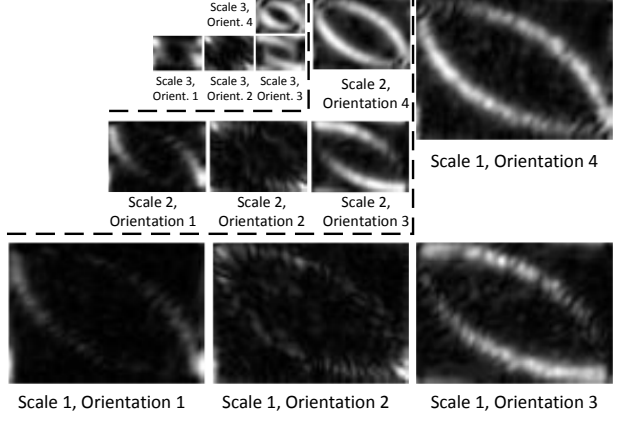 Scale 3,
Orient. 4
Scale 3,
Orient. 1
Scale 3,
Orient. 2
Scale 3,
Orient. 3
Scale 2,
Orientation 4
Scale 1, Orientation 4
Scale 2,
Orientation 1
Scale 2,
Orientation 2
Scale 2,
Orientation 3
Scale 1, Orientation 1
Scale 1, Orientation 2
Scale 1, Orientation 3